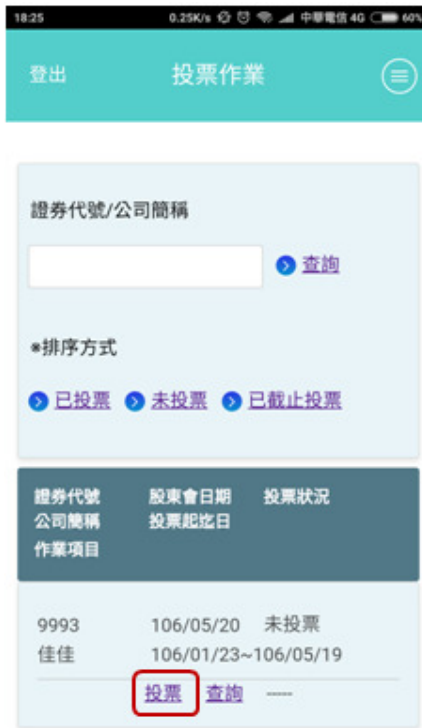 18:25 0.25K/s 中華電信 4G 60%
登出 投票作業
證券代號/公司簡稱
查詢
*排序方式
已投票 未投票 已截止投票
證券代號 股東會日期 投票狀況
公司簡稱 投票起迄日
作業項目
9993 106/05/20 未投票
佳佳 106/01/23~106/05/19
投票 查詢 -----